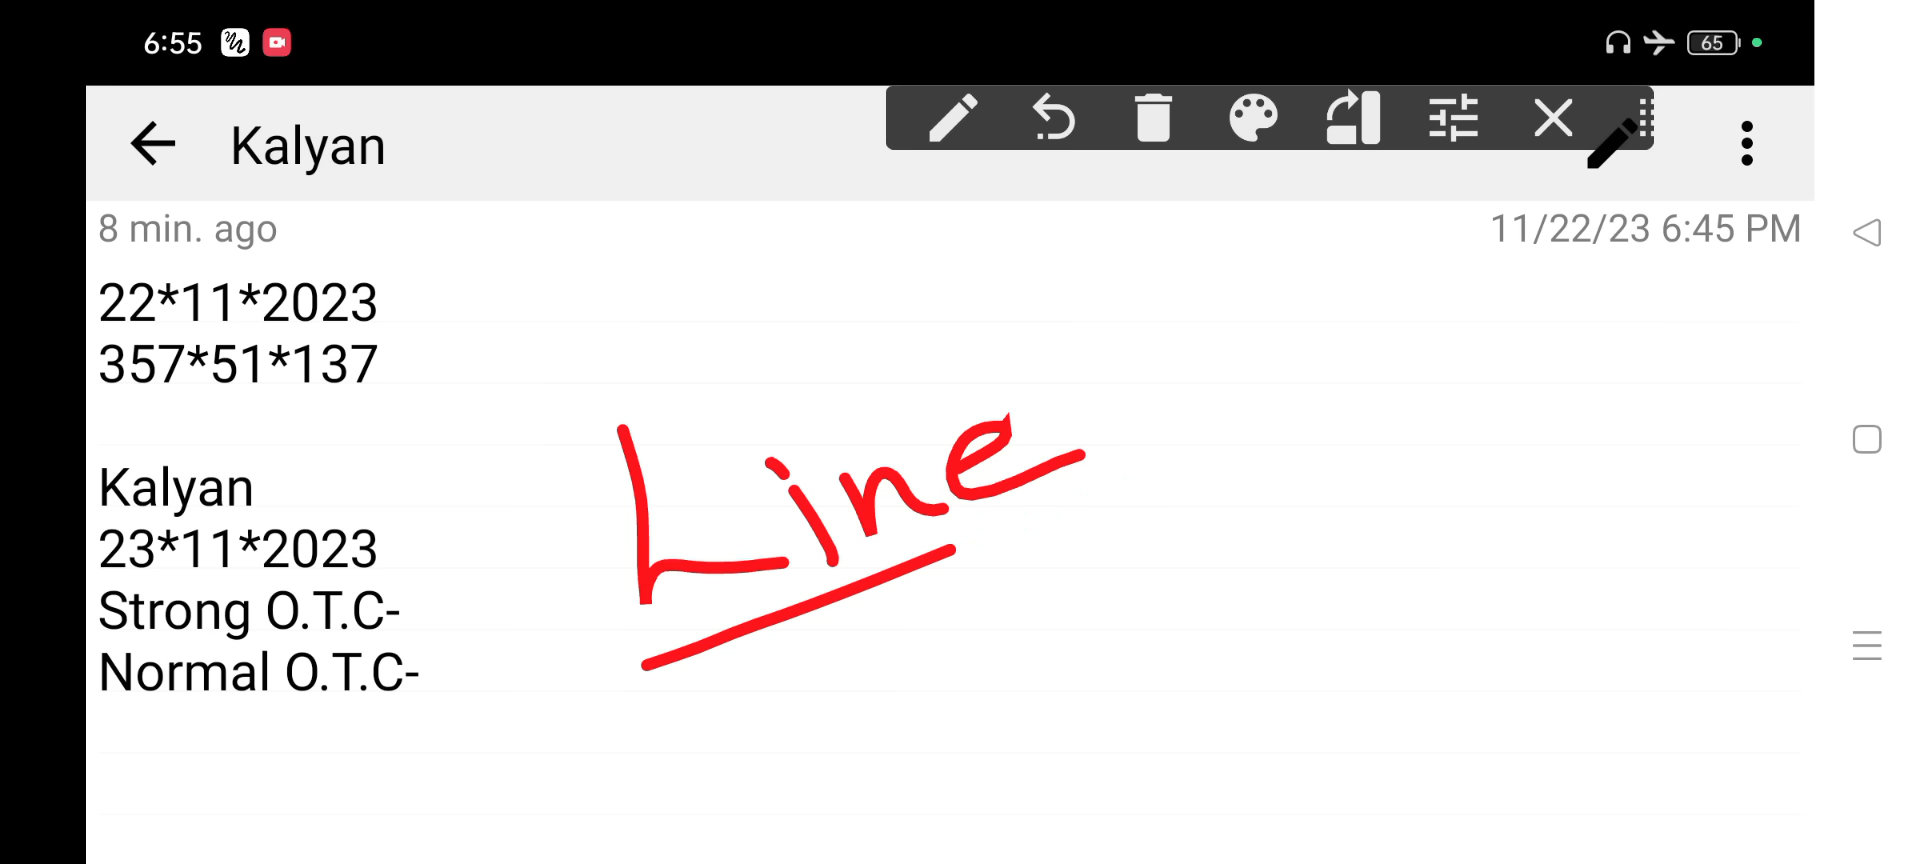 6:55
65
Kalyan
8 min. ago
11/22/23 6:45 PM
22*11*2023
357*51*137
Line
Kalyan
23*11*2023
Strong O.T.C-
Normal O.T.C-